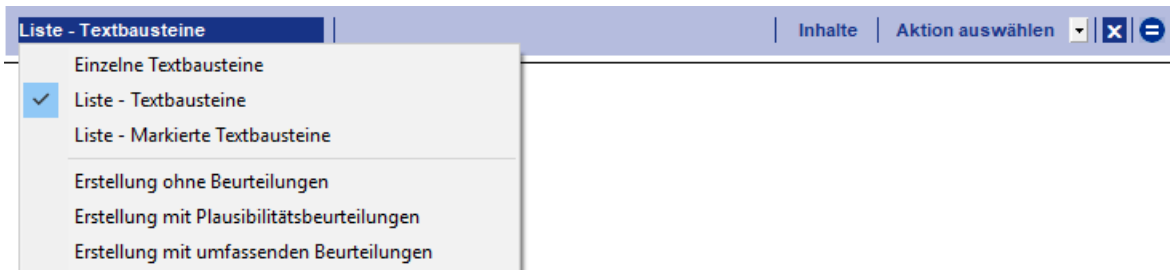 Liste - Textbausteine Inhalte Aktion auswählen
Einzelne Textbausteine
Liste - Textbausteine
Liste - Markierte Textbausteine
Erstellung ohne Beurteilungen
Erstellung mit Plausibilitätsbeurteilungen
Erstellung mit umfassenden Beurteilungen